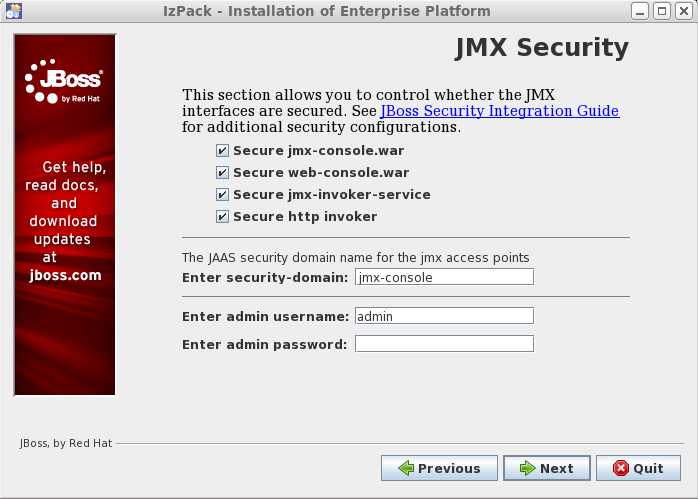 IzPack - Installation of Enterprise Platform
JBoss®
by Red Hat
Get help,
read docs,
and
download
updates
at
jboss.com
JMX Security
This section allows you to control whether the JMX
interfaces are secured. See JBoss Security Integration Guide
for additional security configurations.
Secure jmx-console.war
Secure web-console.war
Secure jmx-invoker-service
Secure http invoker
The JAAS security domain name for the jmx access points
Enter security-domain: jmx-console
Enter admin username: admin
Enter admin password:
JBoss, by Red Hat
Previous Next Quit